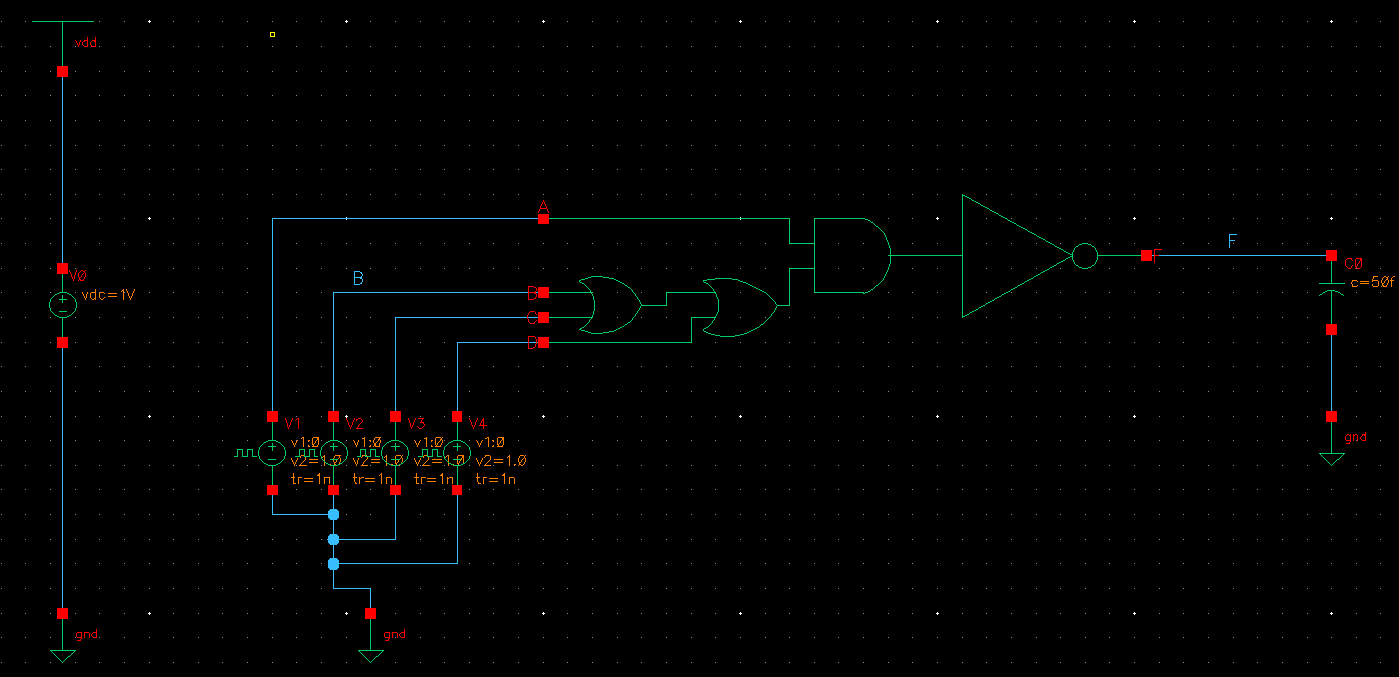 vdd
A
F
B
V0
C0
F
vdc=1V
c=50f
B
C
D
V1
V2
V3
V4
gnd
v1:0
v1:0
v1:0
v1:0
v2=1.0
v2=1.0
v2=1.0
v2=1.0
tr=1n
tr=1n
tr=1n
tr=1n
gnd
gnd